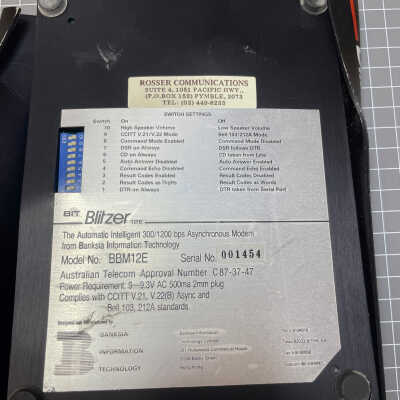 ROSSER COMMUNICATIONS
SUITE 4, 1051 PACIFIC HWY.,
(P.O.BOX 152) PYMBLE, 2073
TEL: (02) 449-8233
SWITCH SETTINGS
Switch On Off
10 High Speaker Volume Low Speaker Volume
9 CCITT V.21/V.22 Mode Bell 103/212A Mode
8 Command Mode Enabled Command Mode Disabled
7 DSR on Always DSR follows DTR
6 CD on Always CD taken from Line
5 Auto Answer Disabled Auto Answer Enabled
4 Command Echo Disabled Command Echo Enabled
3 Result Codes Enabled Result Codes Disabled
2 Result Codes as Digits Result Codes as Words
1 DTR on Always DTR taken from Serial Port
BIT Blitzer
The Automatic Intelligent 300/1200 bps Asynchronous Modem
from Banksia Information Technology
Model No. BBM12E Serial No. 001454
Australian Telecom Approval Number C87-37-47
Power Requirement: 9-9.3V AC 500ma 2mm plug
Complies with CCITT V.21, V.22(B) Async and
Bell 103, 212A standards.
Designed and
BANKSIA
INFORMATION
TECHNOLOGY